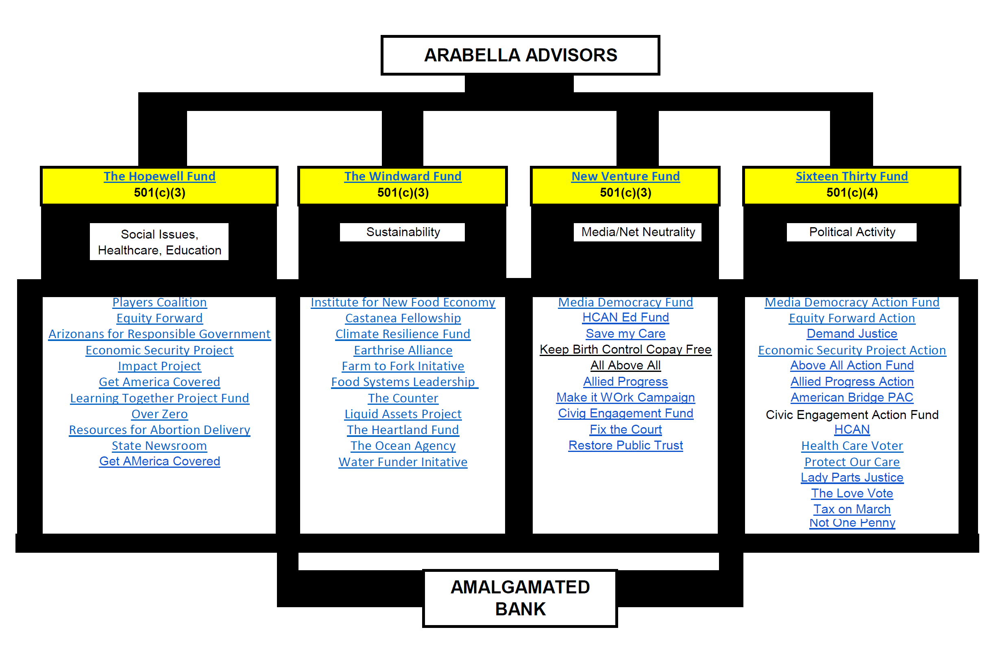 ARABELLA ADVISORS
The Hopewell Fund
501(c)(3)
Social Issues,
Healthcare, Education
Players Coalition
Equity Forward
Arizonans for Responsible Government
Economic Security Project
Impact Project
Get America Covered
Learning Together Project Fund
Over Zero
Resources for Abortion Delivery
State Newsroom
Get AMerica Covered
The Windward Fund
501(c)(3)
Sustainability
Institute for New Food Economy
Castanea Fellowship
Climate Resilience Fund
Earthrise Alliance
Farm to Fork Initative
Food Systems Leadership
The Counter
Liquid Assets Project
The Heartland Fund
The Ocean Agency
Water Funder Initative
New Venture Fund
501(c)(3)
Media/Net Neutrality
Media Democracy Fund
HCAN Ed Fund
Save my Care
Keep Birth Control Copay Free
All Above All
Allied Progress
Make it WOrk Campaign
Civig Engagement Fund
Fix the Court
Restore Public Trust
Sixteen Thirty Fund
501(c)(4)
Political Activity
Media Democracy Action Fund
Equity Forward Action
Demand Justice
Economic Security Project Action
Above All Action Fund
Allied Progress Action
American Bridge PAC
Civic Engagement Action Fund
HCAN
Health Care Voter
Protect Our Care
Lady Parts Justice
The Love Vote
Tax on March
Not One Penny
AMALGAMATED
BANK